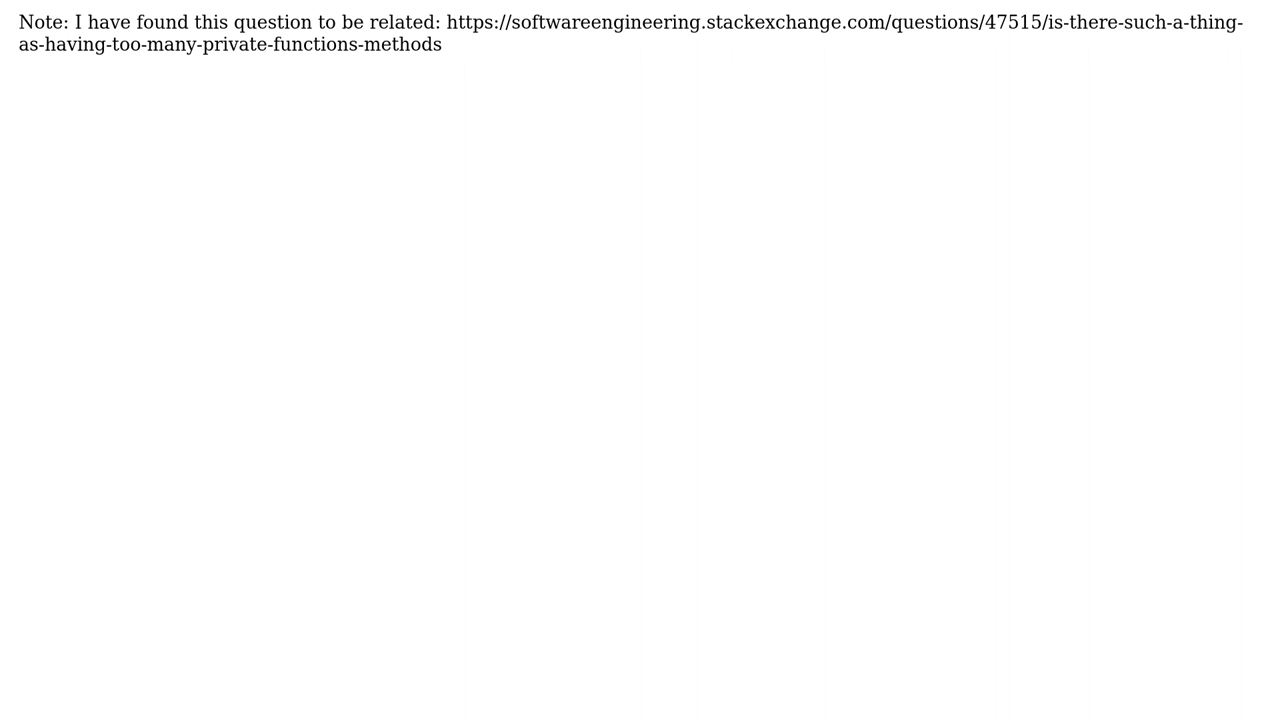 Note: I have found this question to be related: https://softwareengineering.stackexchange.com/questions/47515/is-there-such-a-thing-
as-having-too-many-private-functions-methods